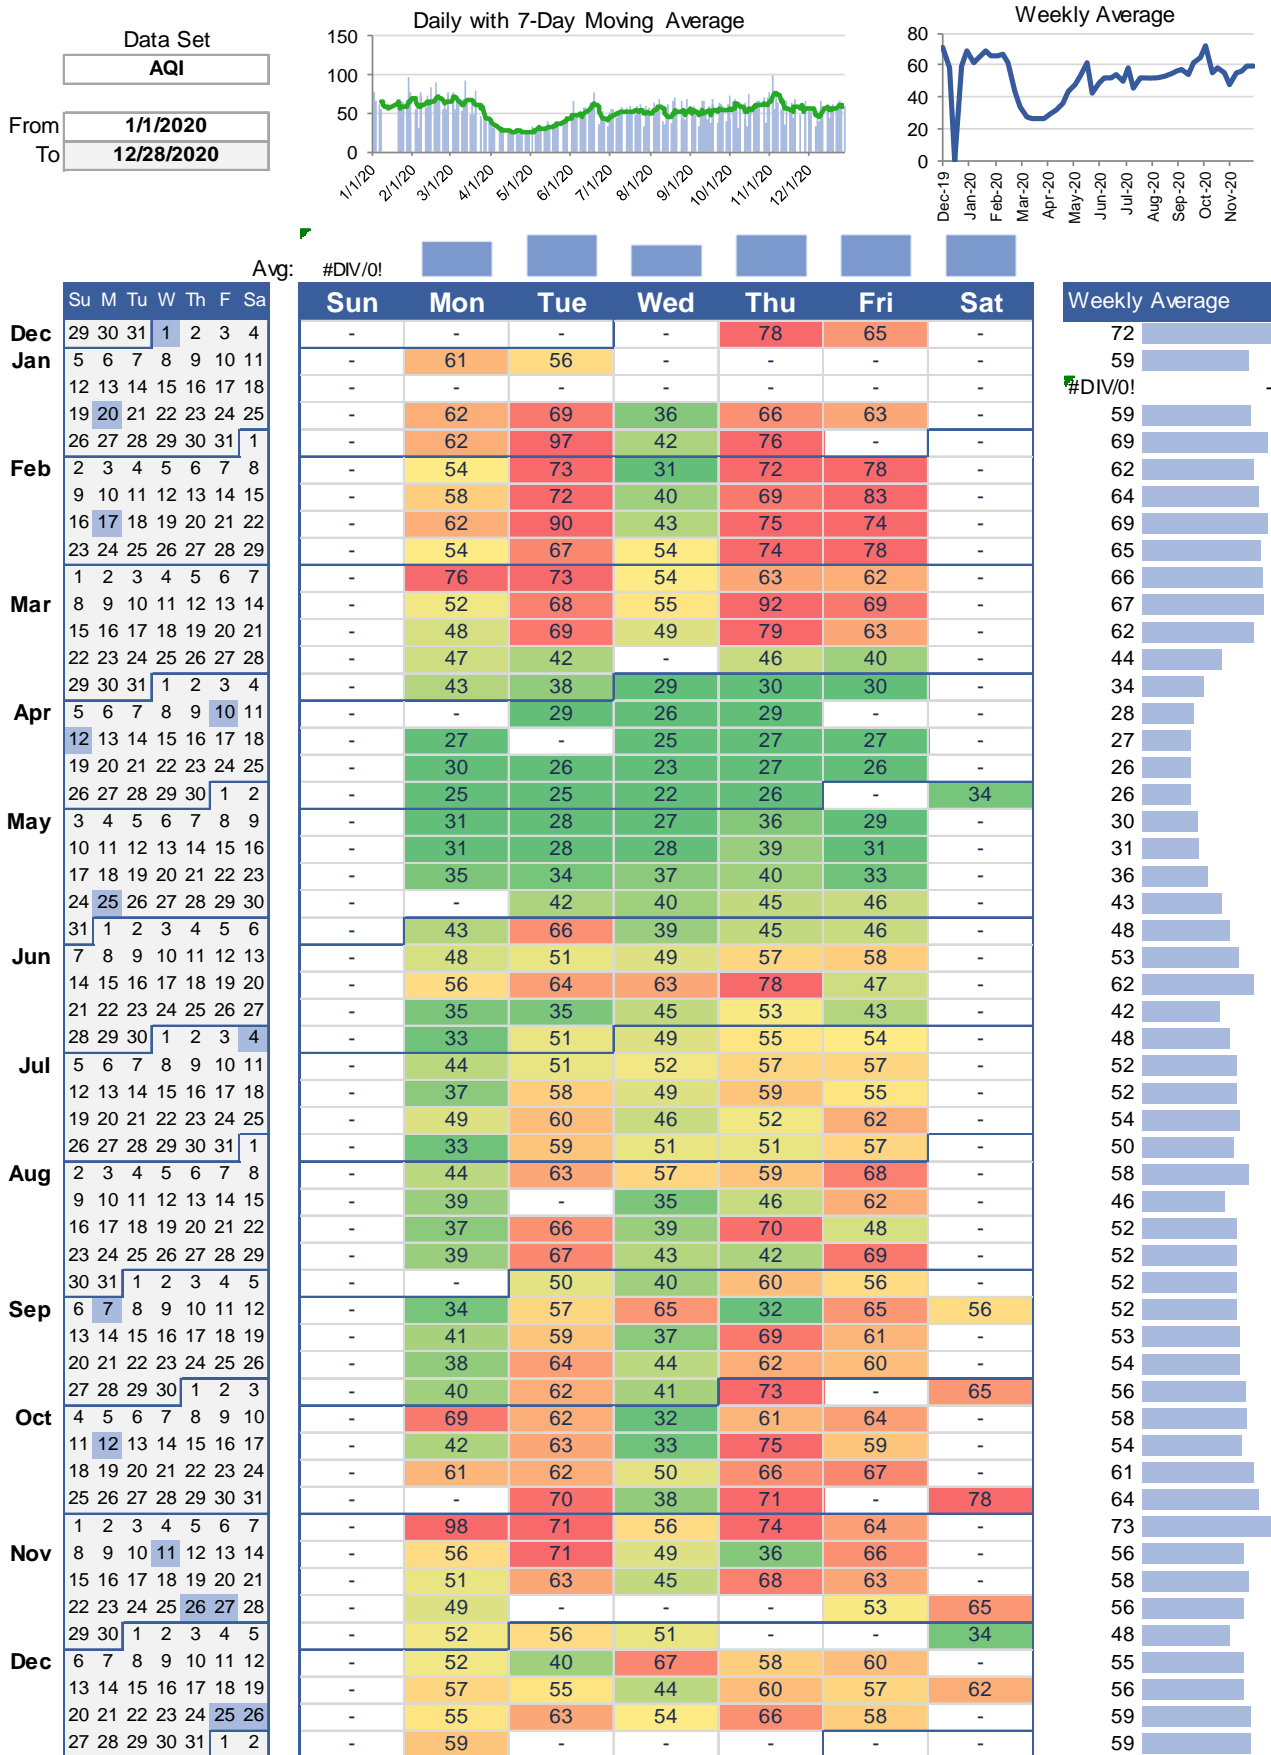 Data Set
AQI
From 1/1/2020
To 12/28/2020
Daily with 7-Day Moving Average
150
100
50
0
1/1/20 2/1/20 3/1/20 4/1/20 5/1/20 6/1/20 7/1/20 8/1/20 9/1/20 10/1/20 11/1/20 12/1/20
Weekly Average
80
60
40
20
0
Dec-19 Jan-20 Feb-20 Mar-20 Apr-20 May-20 Jun-20 Jul-20 Aug-20 Sep-20 Oct-20 Nov-20
Avg: #DIV/0!
Su M Tu W Th F Sa Sun Mon Tue Wed Thu Fri Sat Weekly Average
Dec 29 30 31 1 2 3 4 - - - - 78 65 - 72
Jan 5 6 7 8 9 10 11 - 61 56 - - - - 59
12 13 14 15 16 17 18 - - - - - - - #DIV/0! -
19 20 21 22 23 24 25 - 62 69 36 66 63 - 59
26 27 28 29 30 31 1 - 62 97 42 76 - - 69
Feb 2 3 4 5 6 7 8 - 54 73 31 72 78 - 62
9 10 11 12 13 14 15 - 58 72 40 69 83 - 64
16 17 18 19 20 21 22 - 62 90 43 75 74 - 69
23 24 25 26 27 28 29 - 54 67 54 74 78 - 65
1 2 3 4 5 6 7 - 76 73 54 63 62 - 66
Mar 8 9 10 11 12 13 14 - 52 68 55 92 69 - 67
15 16 17 18 19 20 21 - 48 69 49 79 63 - 62
22 23 24 25 26 27 28 - 47 42 - 46 40 - 44
29 30 31 1 2 3 4 - 43 38 29 30 30 - 34
Apr 5 6 7 8 9 10 11 - - 29 26 29 - - 28
12 13 14 15 16 17 18 - 27 - 25 27 27 - 27
19 20 21 22 23 24 25 - 30 26 23 27 26 - 26
26 27 28 29 30 1 2 - 25 25 22 26 - 34 26
May 3 4 5 6 7 8 9 - 31 28 27 36 29 - 30
10 11 12 13 14 15 16 - 31 28 28 39 31 - 31
17 18 19 20 21 22 23 - 35 34 37 40 33 - 36
24 25 26 27 28 29 30 - - 42 40 45 46 - 43
31 1 2 3 4 5 6 - 43 66 39 45 46 - 48
Jun 7 8 9 10 11 12 13 - 48 51 49 57 58 - 53
14 15 16 17 18 19 20 - 56 64 63 78 47 - 62
21 22 23 24 25 26 27 - 35 35 45 53 43 - 42
28 29 30 1 2 3 4 - 33 51 49 55 54 - 48
Jul 5 6 7 8 9 10 11 - 44 51 52 57 57 - 52
12 13 14 15 16 17 18 - 37 58 49 59 55 - 52
19 20 21 22 23 24 25 - 49 60 46 52 62 - 54
26 27 28 29 30 31 1 - 33 59 51 51 57 - 50
Aug 2 3 4 5 6 7 8 - 44 63 57 59 68 - 58
9 10 11 12 13 14 15 - 39 - 35 46 62 - 46
16 17 18 19 20 21 22 - 37 66 39 70 48 - 52
23 24 25 26 27 28 29 - 39 67 43 42 69 - 52
30 31 1 2 3 4 5 - - 50 40 60 56 - 52
Sep 6 7 8 9 10 11 12 - 34 57 65 32 65 56 52
13 14 15 16 17 18 19 - 41 59 37 69 61 - 53
20 21 22 23 24 25 26 - 38 64 44 62 60 - 54
27 28 29 30 1 2 3 - 40 62 41 73 - 65 56
Oct 4 5 6 7 8 9 10 - 69 62 32 61 64 - 58
11 12 13 14 15 16 17 - 42 63 33 75 59 - 54
18 19 20 21 22 23 24 - 61 62 50 66 67 - 61
25 26 27 28 29 30 31 - - 70 38 71 - 78 64
1 2 3 4 5 6 7 - 98 71 56 74 64 - 73
Nov 8 9 10 11 12 13 14 - 56 71 49 36 66 - 56
15 16 17 18 19 20 21 - 51 63 45 68 63 - 58
22 23 24 25 26 27 28 - 49 - - - 53 65 56
29 30 1 2 3 4 5 - 52 56 51 - - 34 48
Dec 6 7 8 9 10 11 12 - 52 40 67 58 60 - 55
13 14 15 16 17 18 19 - 57 55 44 60 57 62 56
20 21 22 23 24 25 26 - 55 63 54 66 58 - 59
27 28 29 30 31 1 2 - 59 - - - - - 59